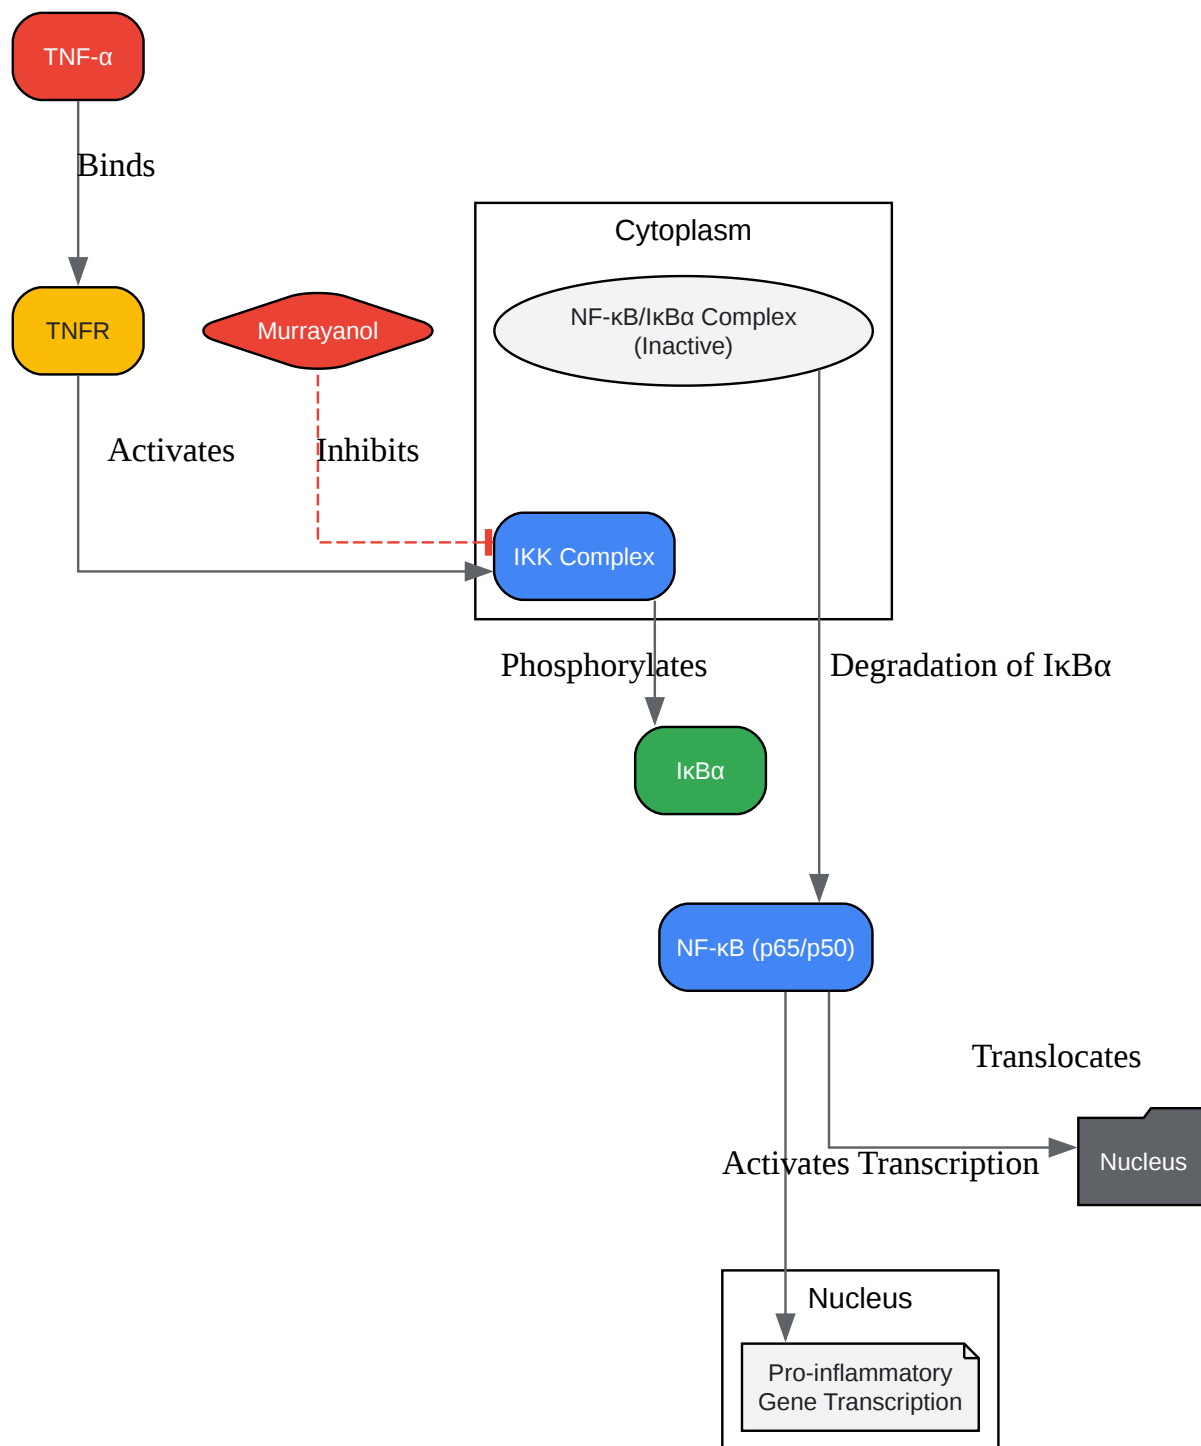 TNF-α
Binds
Cytoplasm
TNFR
Murrayanol
NF-κB/IκBα Complex
(Inactive)
Activates
Inhibits
IKK Complex
Phosphorylates
Degradation of IκBα
IκBα
NF-κB (p65/p50)
Translocates
Activates Transcription
Nucleus
Nucleus
Pro-inflammatory
Gene Transcription